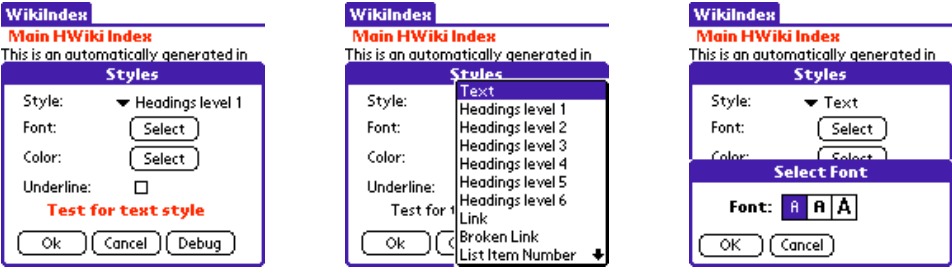 WikiIndex
Main HWiki Index
This is an automatically generated in
Styles
Style: Headings level 1
Font: Select
Color: Select
Underline:
Test for text style
Ok Cancel Debug
WikiIndex
Main HWiki Index
This is an automatically generated in
Styles
Style:
Font:
Color:
Underline:
Test for t
Ok C
Text
Headings level 1
Headings level 2
Headings level 3
Headings level 4
Headings level 5
Headings level 6
Link
Broken Link
List Item Number
WikiIndex
Main HWiki Index
This is an automatically generated in
Styles
Style: Text
Font: Select
Color: Select
Select Font
Font: A A A
OK Cancel